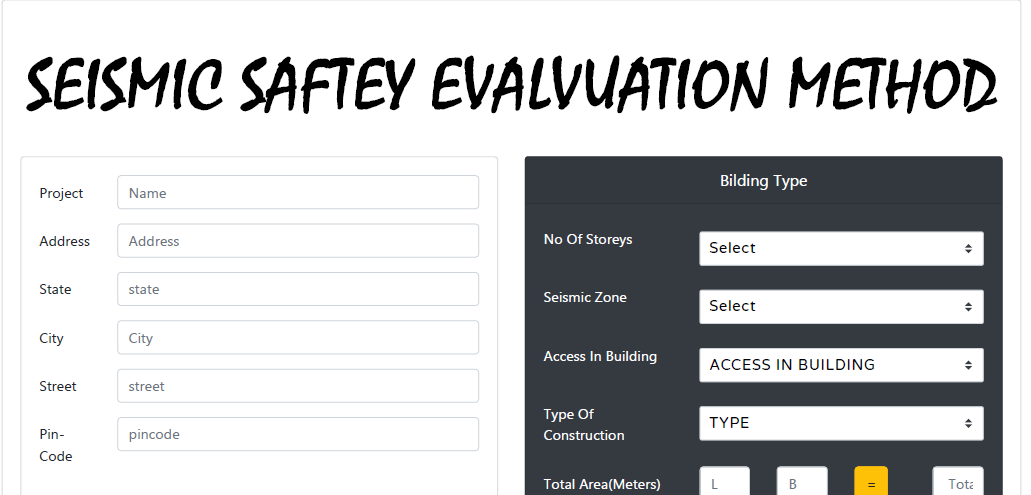 SEISMIC SAFTEY EVALVUATION METHOD
Project Name
Address Address
State state
City City
Street street
Pin-
Code pincode
Bilding Type
No Of Storeys Select
Seismic Zone Select
Access In Building ACCESS IN BUILDING
Type Of
Construction TYPE
Total Area(Meters) L B = Tota